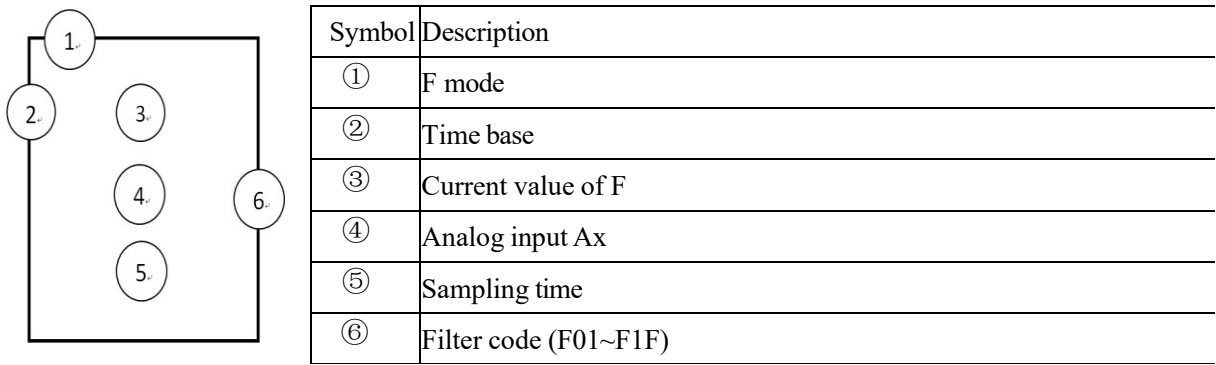 1
2
3
4
6
5
Symbol Description
① F mode
② Time base
③ Current value of F
④ Analog input Ax
⑤ Sampling time
⑥ Filter code (F01~F1F)